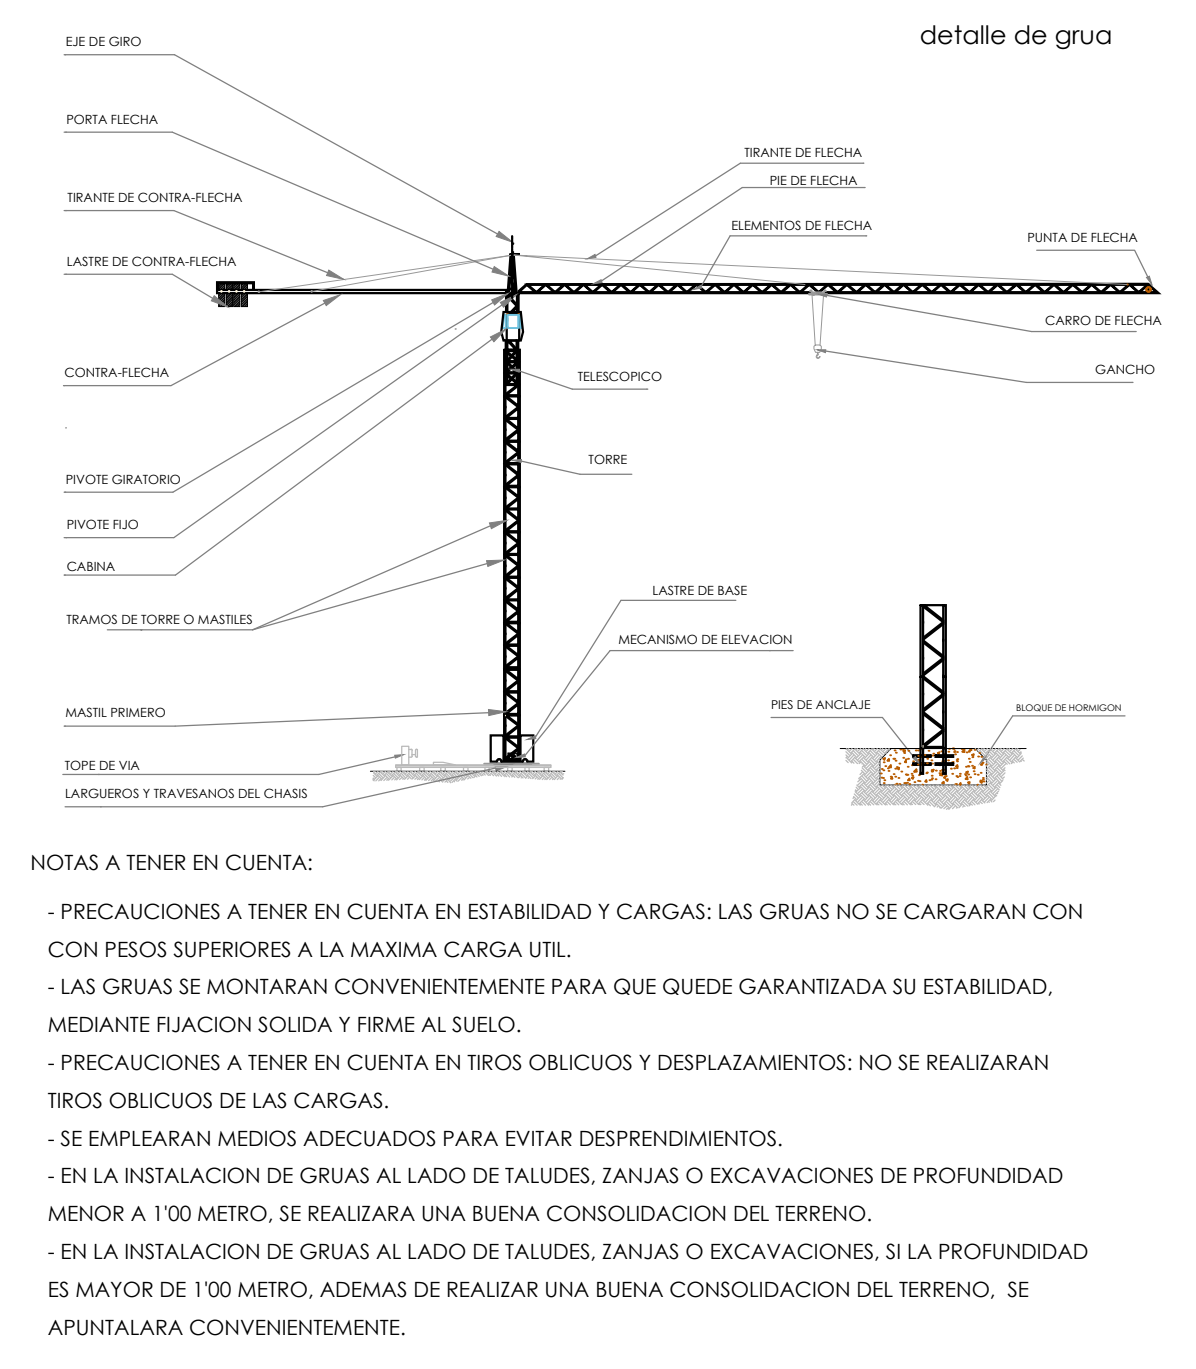 detalle de grua
EJE DE GIRO
PORTA FLECHA
TIRANTE DE CONTRA-FLECHA
LASTRE DE CONTRA-FLECHA
CONTRA-FLECHA
PIVOTE GIRATORIO
PIVOTE FIJO
CABINA
TRAMOS DE TORRE O MASTILES
MASTIL PRIMERO
TOPE DE VIA
LARGUEROS Y TRAVESANOS DEL CHASIS
TIRANTE DE FLECHA
PIE DE FLECHA
ELEMENTOS DE FLECHA
PUNTA DE FLECHA
CARRO DE FLECHA
GANCHO
TELESCOPICO
TORRE
LASTRE DE BASE
MECANISMO DE ELEVACION
PIES DE ANCLAJE
BLOQUE DE HORMIGON
NOTAS A TENER EN CUENTA:
- PRECAUCIONES A TENER EN CUENTA EN ESTABILIDAD Y CARGAS: LAS GRUAS NO SE CARGARAN CON
CON PESOS SUPERIORES A LA MAXIMA CARGA UTIL.
- LAS GRUAS SE MONTARAN CONVENIENTEMENTE PARA QUE QUEDE GARANTIZADA SU ESTABILIDAD,
MEDIANTE FIJACION SOLIDA Y FIRME AL SUELO.
- PRECAUCIONES A TENER EN CUENTA EN TIROS OBLICUOS Y DESPLAZAMIENTOS: NO SE REALIZARAN
TIROS OBLICUOS DE LAS CARGAS.
- SE EMPLEARAN MEDIOS ADECUADOS PARA EVITAR DESPRENDIMIENTOS.
- EN LA INSTALACION DE GRUAS AL LADO DE TALUDES, ZANJAS O EXCAVACIONES DE PROFUNDIDAD
MENOR A 1'00 METRO, SE REALIZARA UNA BUENA CONSOLIDACION DEL TERRENO.
- EN LA INSTALACION DE GRUAS AL LADO DE TALUDES, ZANJAS O EXCAVACIONES, SI LA PROFUNDIDAD
ES MAYOR DE 1'00 METRO, ADEMAS DE REALIZAR UNA BUENA CONSOLIDACION DEL TERRENO, SE
APUNTALARA CONVENIENTEMENTE.